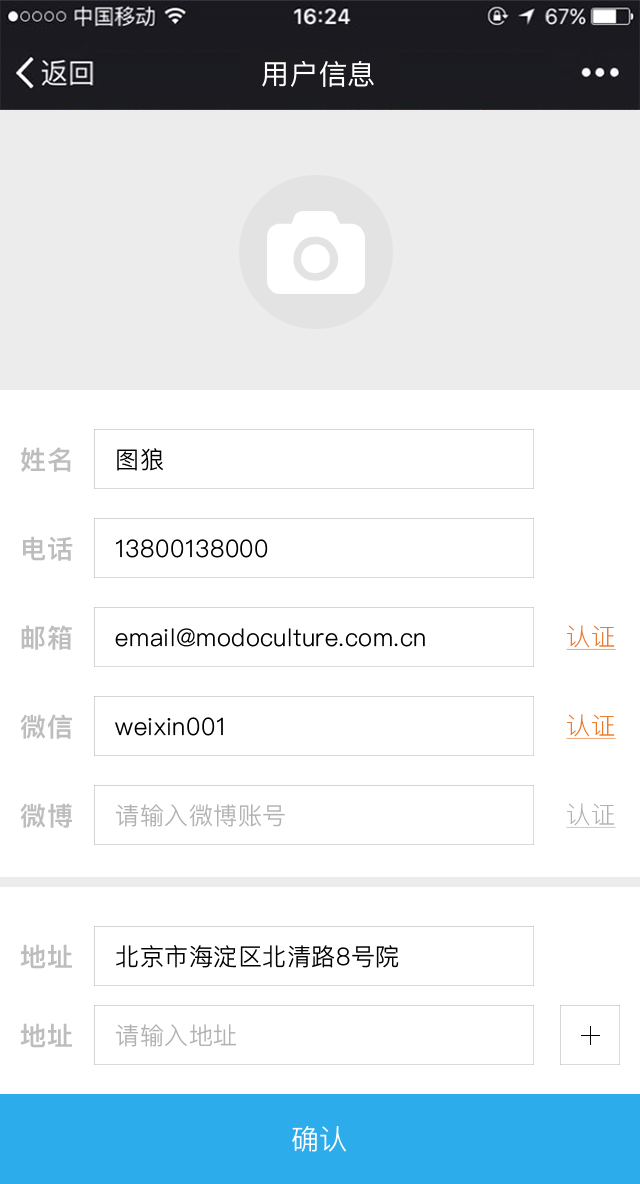 中国移动 16:24 67%
返回 用户信息
姓名 图狼
电话 13800138000
邮箱 email@modoculture.com.cn 认证
微信 weixin001 认证
微博 请输入微博账号 认证
地址 北京市海淀区北清路8号院
地址 请输入地址 +
确认